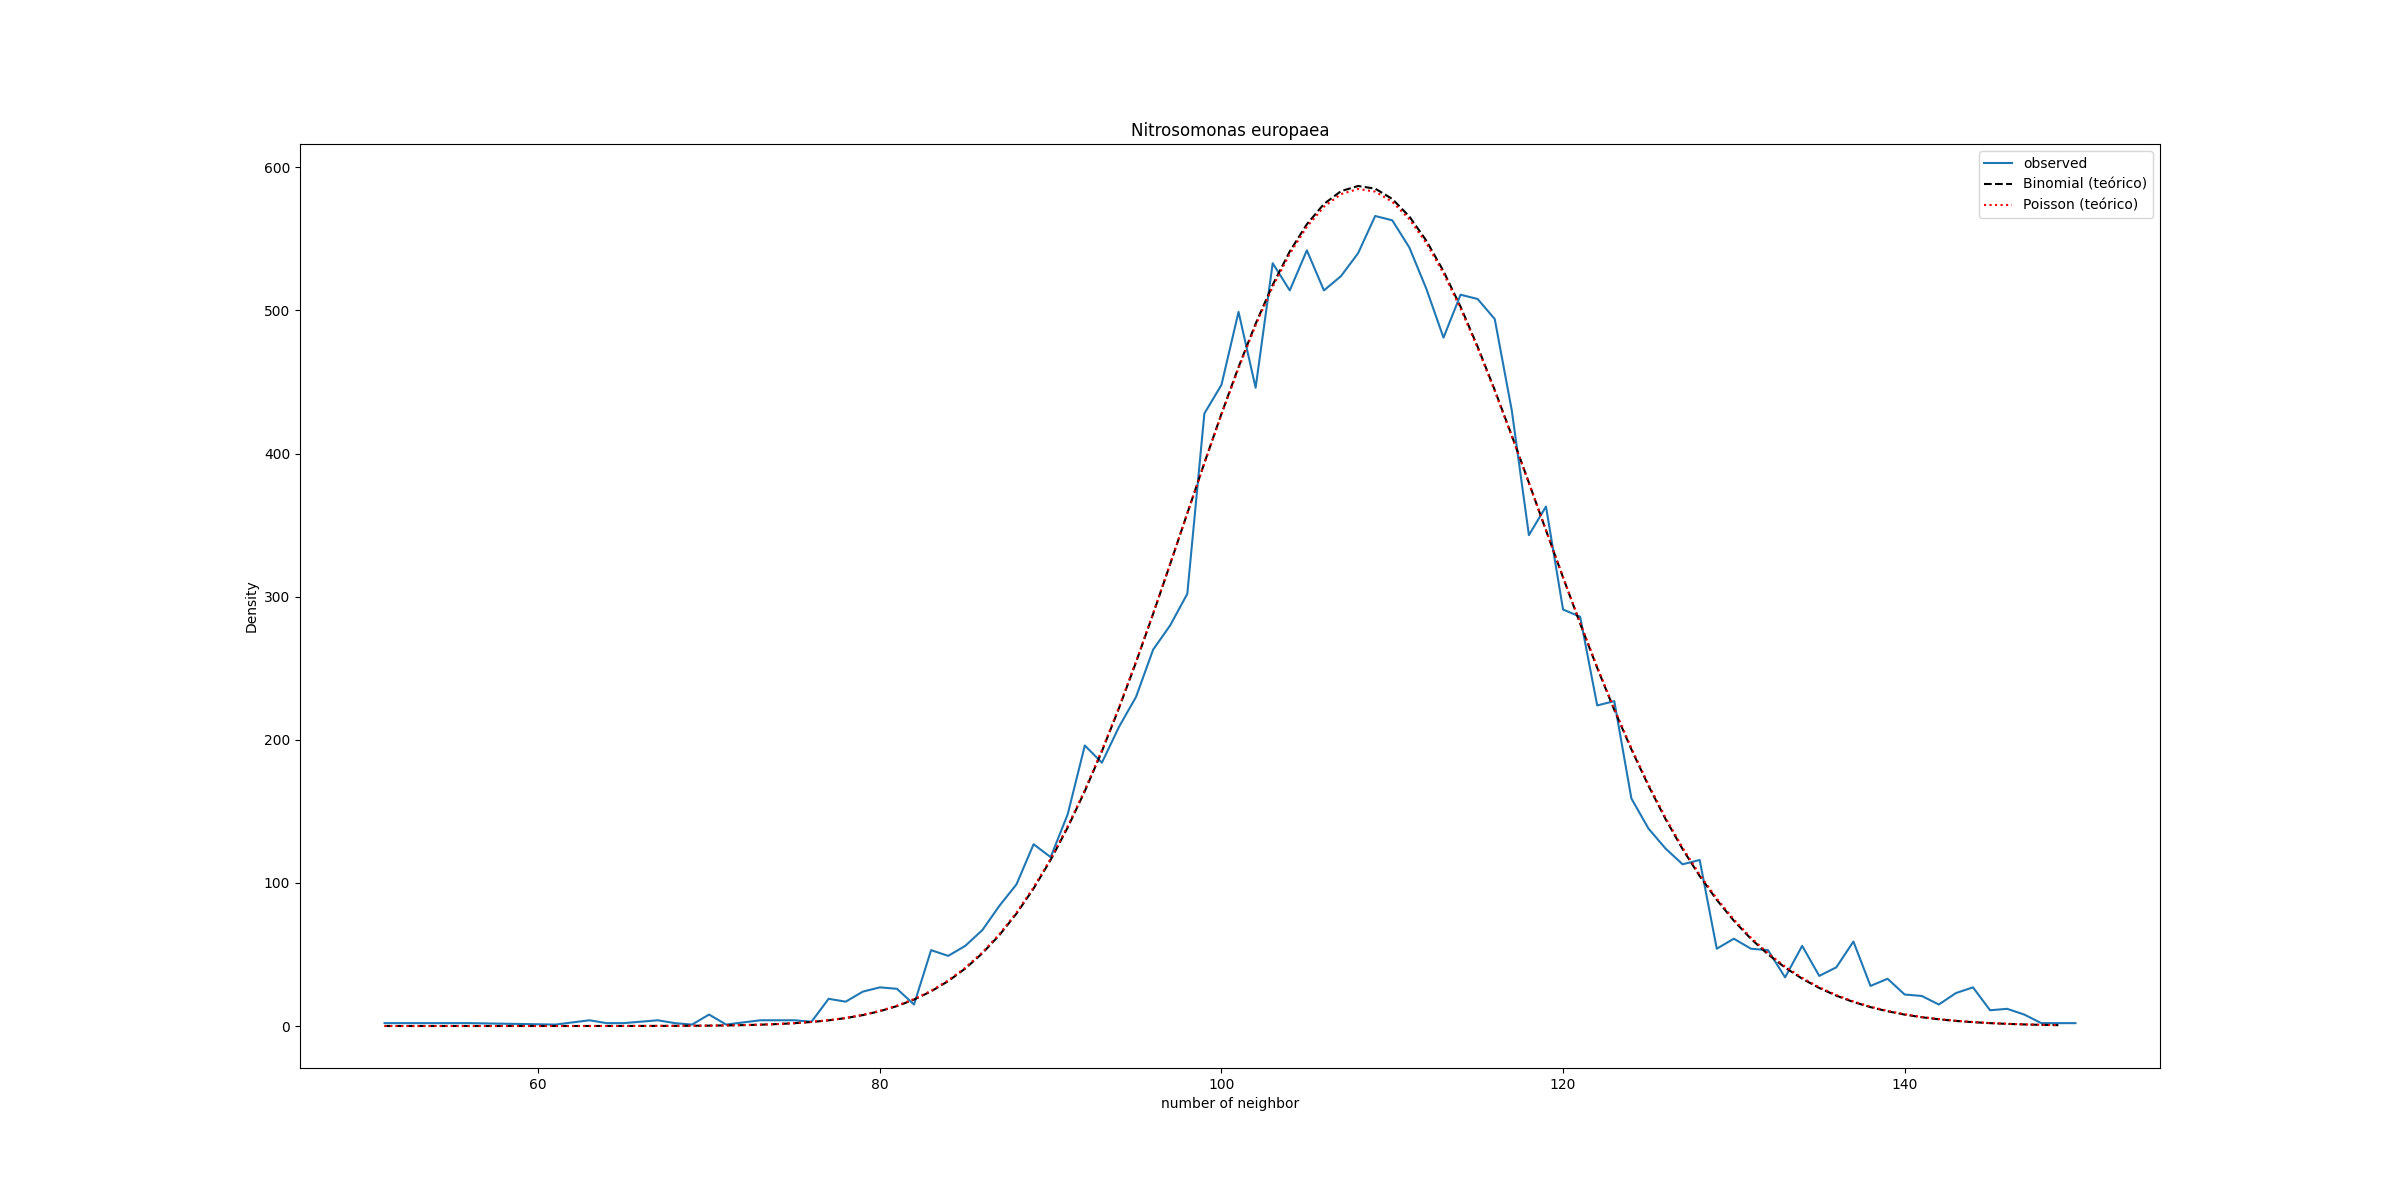 Nitrosomonas europaea
observed
Binomial (teórico)
Poisson (teórico)
600
500
400
300
200
100
0
Density
60 80 100 120 140
number of neighbor